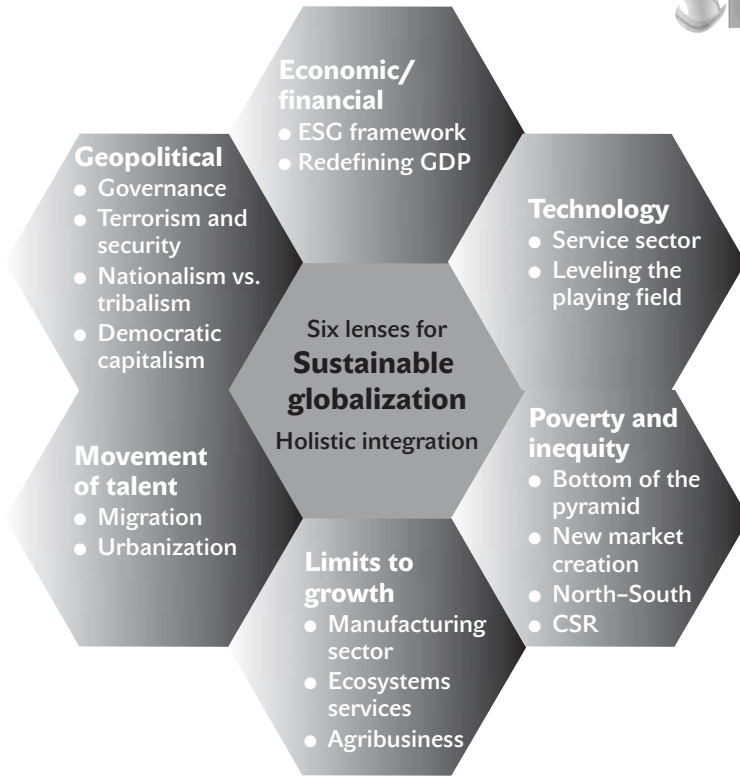 Economic/
financial
● ESG framework
● Redefining GDP
Geopolitical
● Governance
● Terrorism and
security
● Nationalism vs.
tribalism
● Democratic
capitalism
Technology
● Service sector
● Leveling the
playing field
Six lenses for
Sustainable
globalization
Holistic integration
Movement
of talent
● Migration
● Urbanization
Poverty and
inequity
● Bottom of the
pyramid
● New market
creation
● North–South
● CSR
Limits to
growth
● Manufacturing
sector
● Ecosystems
services
● Agribusiness